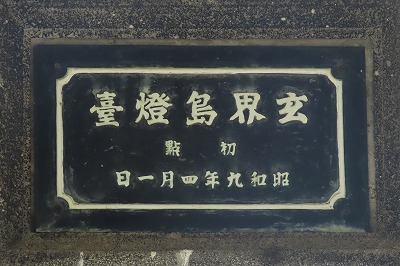 玄界島燈臺
初點
昭和九年四月一日